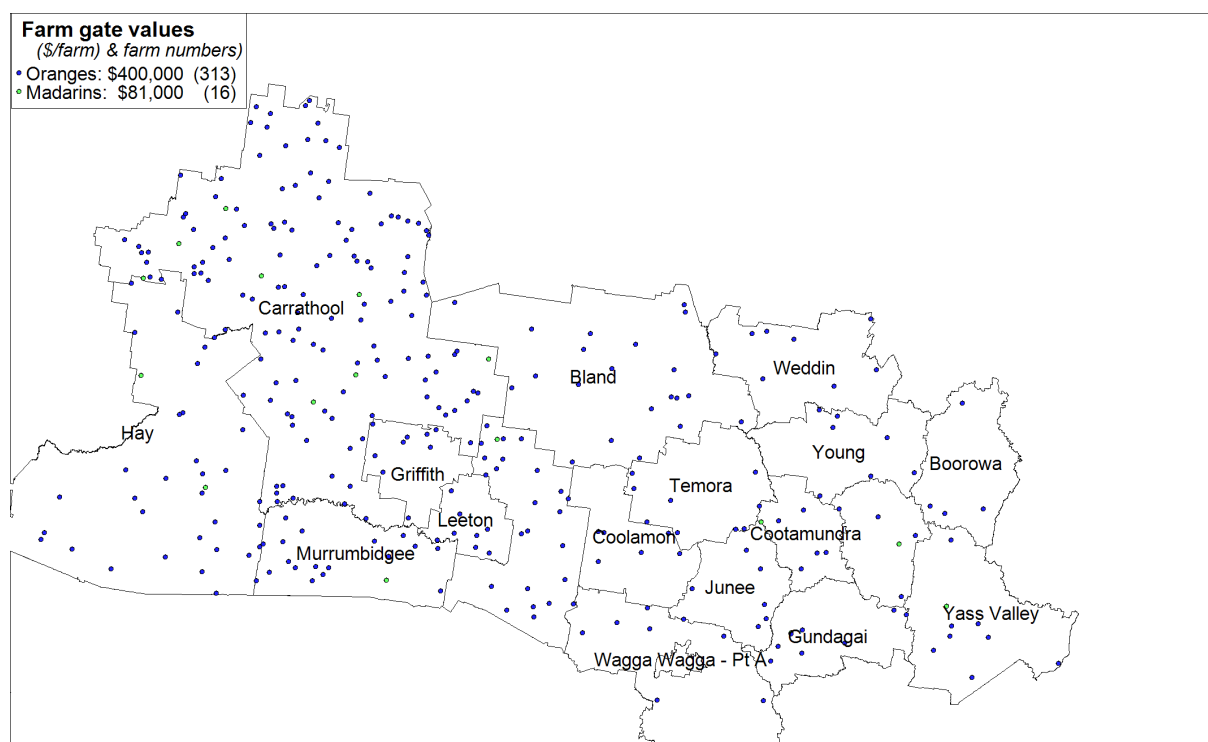 Farm gate values
($/farm) & farm numbers)
Oranges: $400,000 (313)
Madarins: $81,000 (16)
Carrathool
Bland
Weddin
Hay
Young
Boorowa
Griffith
Temora
Leeton
Coolamon
Cootamundra
Murrumbidgee
Junee
Yass Valley
Gundagai
Wagga Wagga - Pt A